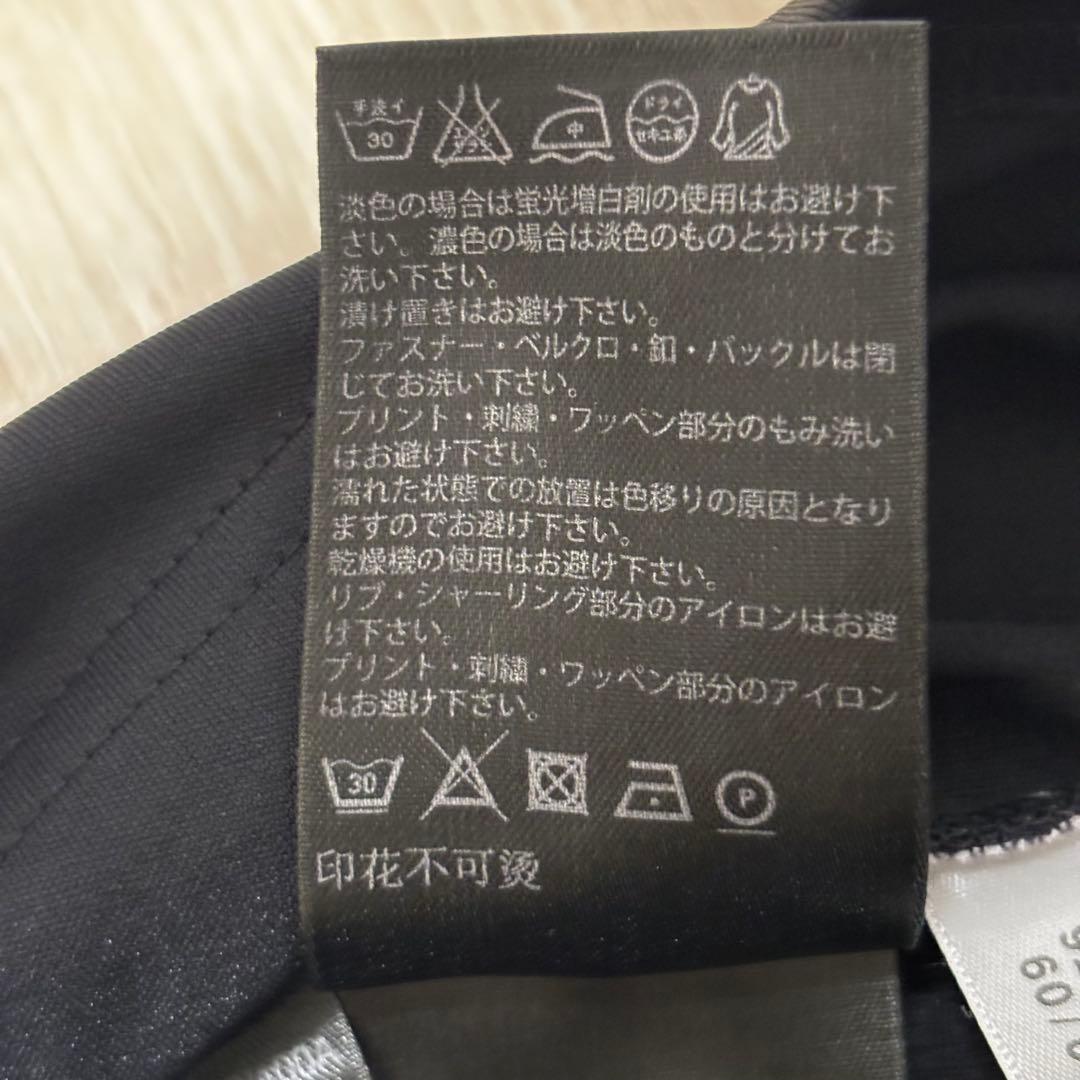 手洗イ
30
エンソ
サラシ
中
ドライ
セキユ系
淡色の場合は蛍光増白剤の使用はお避け下
さい。濃色の場合は淡色のものと分けてお
洗い下さい。
漬け置きはお避け下さい。
ファスナー・ベルクロ・釦・バックルは閉
じてお洗い下さい。
プリント・刺繍・ワッペン部分のもみ洗い
はお避け下さい。
濡れた状態での放置は色移りの原因となり
ますのでお避け下さい。
乾燥機の使用はお避け下さい。
リブ・シャーリング部分のアイロンはお避
け下さい。
プリント・刺繍・ワッペン部分のアイロン
はお避け下さい。
30
P
印花不可烫
60/